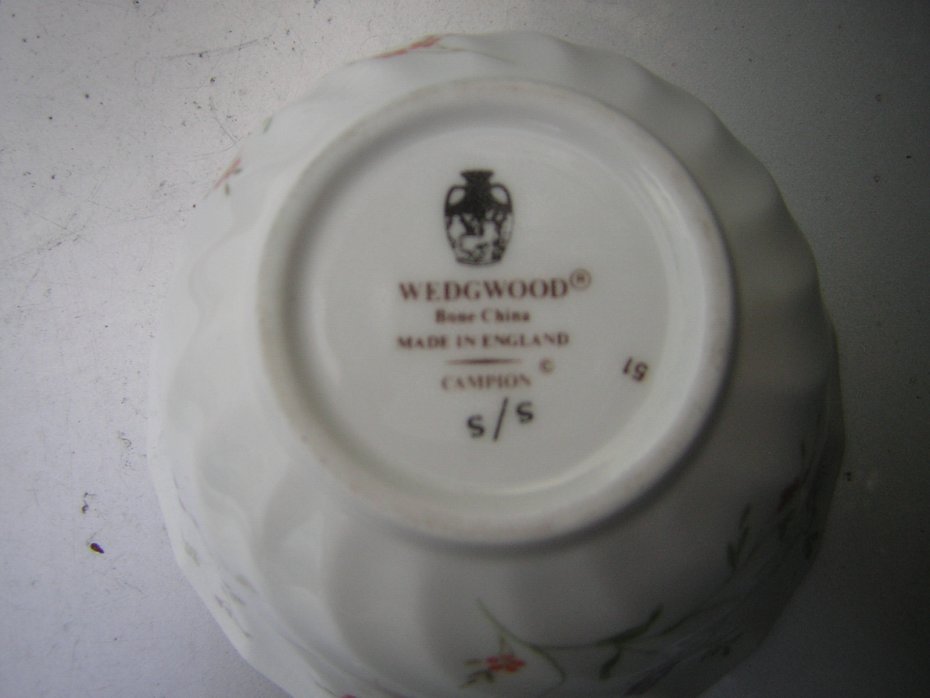 WEDGWOOD®
Bone China
MADE IN ENGLAND
CAMPION ©
S/S
51